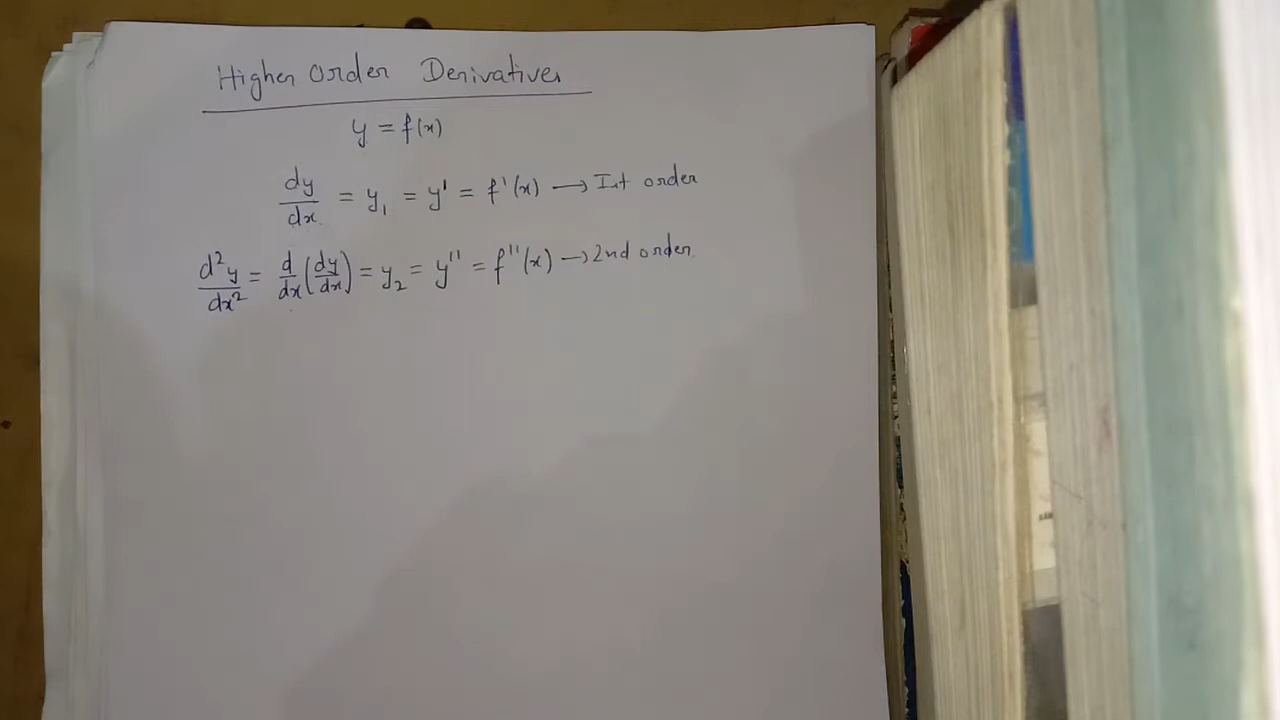 Higher Order Derivatives
y = f(x)
dy/dx = y₁ = y' = f'(x) → Ist order
d²y/dx² = d/dx (dy/dx) = y₂ = y'' = f''(x) → 2nd order